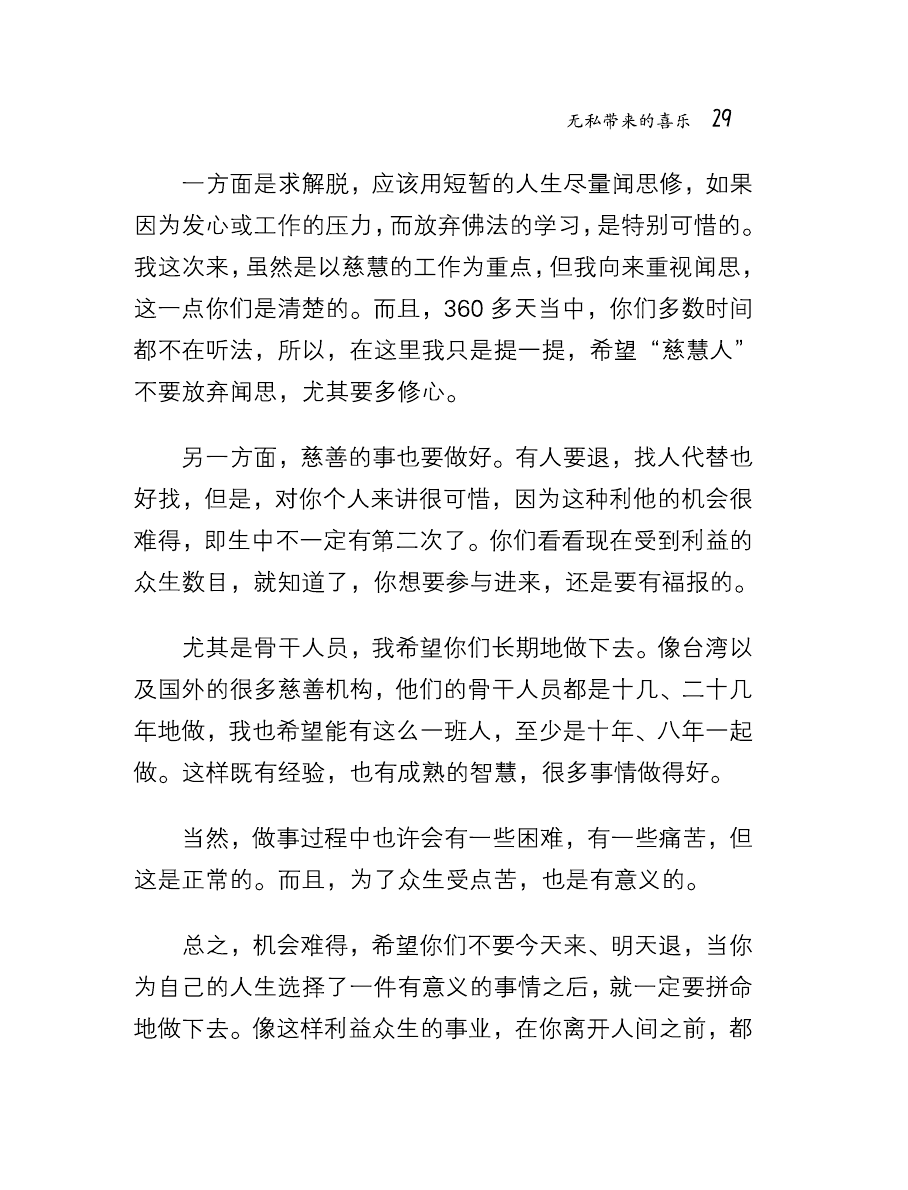 无私带来的喜乐 29
一方面是求解脱，应该用短暂的人生尽量闻思修，如果
因为发心或工作的压力，而放弃佛法的学习，是特别可惜的。
我这次来，虽然是以慈慧的工作为重点，但我向来重视闻思，
这一点你们是清楚的。而且，360 多天当中，你们多数时间
都不在听法，所以，在这里我只是提一提，希望“慈慧人”
不要放弃闻思，尤其要多修心。
另一方面，慈善的事也要做好。有人要退，找人代替也
好找，但是，对你个人来讲很可惜，因为这种利他的机会很
难得，即生中不一定有第二次了。你们看看现在受到利益的
众生数目，就知道了，你想要参与进来，还是要有福报的。
尤其是骨干人员，我希望你们长期地做下去。像台湾以
及国外的很多慈善机构，他们的骨干人员都是十几、二十几
年地做，我也希望能有这么一班人，至少是十年、八年一起
做。这样既有经验，也有成熟的智慧，很多事情做得好。
当然，做事过程中也许会有一些困难，有一些痛苦，但
这是正常的。而且，为了众生受点苦，也是有意义的。
总之，机会难得，希望你们不要今天来、明天退，当你
为自己的人生选择了一件有意义的事情之后，就一定要拼命
地做下去。像这样利益众生的事业，在你离开人间之前，都